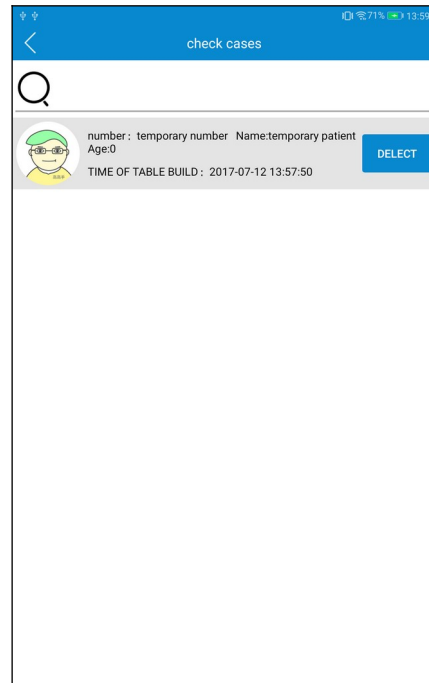 71% 13:59
check cases
number : temporary number Name:temporary patient
Age:0
DELECT
TIME OF TABLE BUILD : 2017-07-12 13:57:50